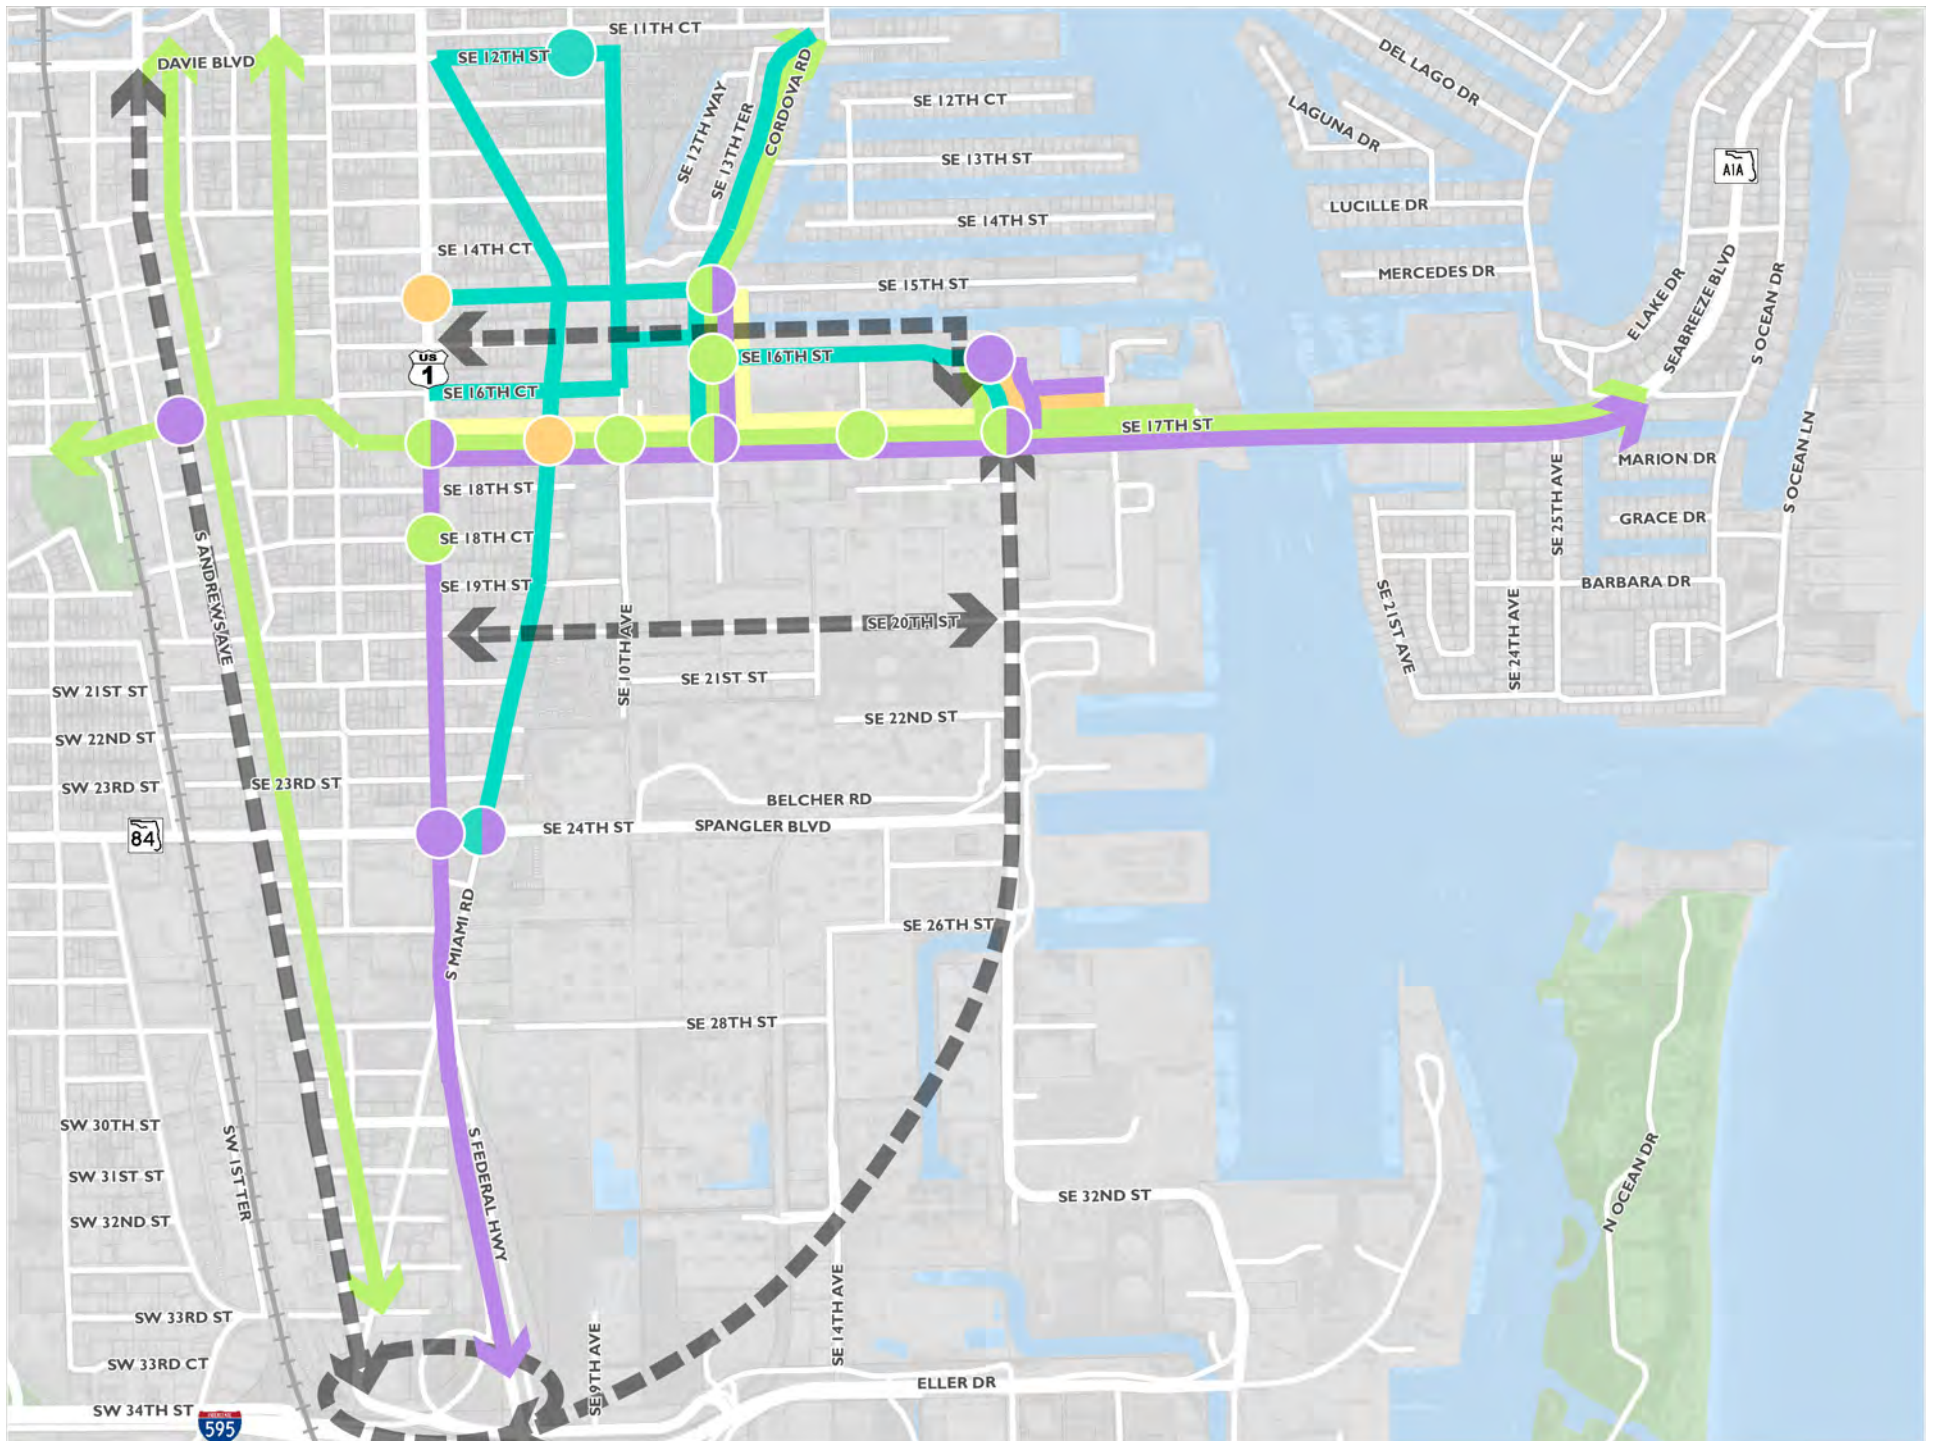 SE 11TH CT
DAVIE BLVD
SE 12TH ST
DEL LAGO DR
SE 12TH WAY
SE 13TH TER
CORDOVA RD
SE 12TH CT
LAGUNA DR
SE 13TH ST
A1A
LUCILLE DR
SE 14TH ST
SE 14TH CT
MERCEDES DR
SE 15TH ST
E LAKE DR
SEABREEZE BLVD
S OCEAN DR
US
1
SE 16TH ST
SE 16TH CT
SE 17TH ST
MARION DR
S OCEAN LN
SE 18TH ST
SE 25TH AVE
GRACE DR
SE 18TH CT
S ANDREWS AVE
SE 19TH ST
BARBARA DR
SE 21ST AVE
SE 24TH AVE
SE 10TH AVE
SE 20TH ST
SW 21ST ST
SE 21ST ST
SW 22ND ST
SE 22ND ST
SW 23RD ST
SE 23RD ST
BELCHER RD
84
SE 24TH ST
SPANGLER BLVD
S MIAMI RD
SE 26TH ST
SE 28TH ST
SW 30TH ST
SW 1ST TER
S FEDERAL HWY
N OCEAN DR
SW 31ST ST
SE 32ND ST
SW 32ND ST
SW 33RD ST
SE 14TH AVE
SW 33RD CT
SE 9TH AVE
ELLER DR
SW 34TH ST
595